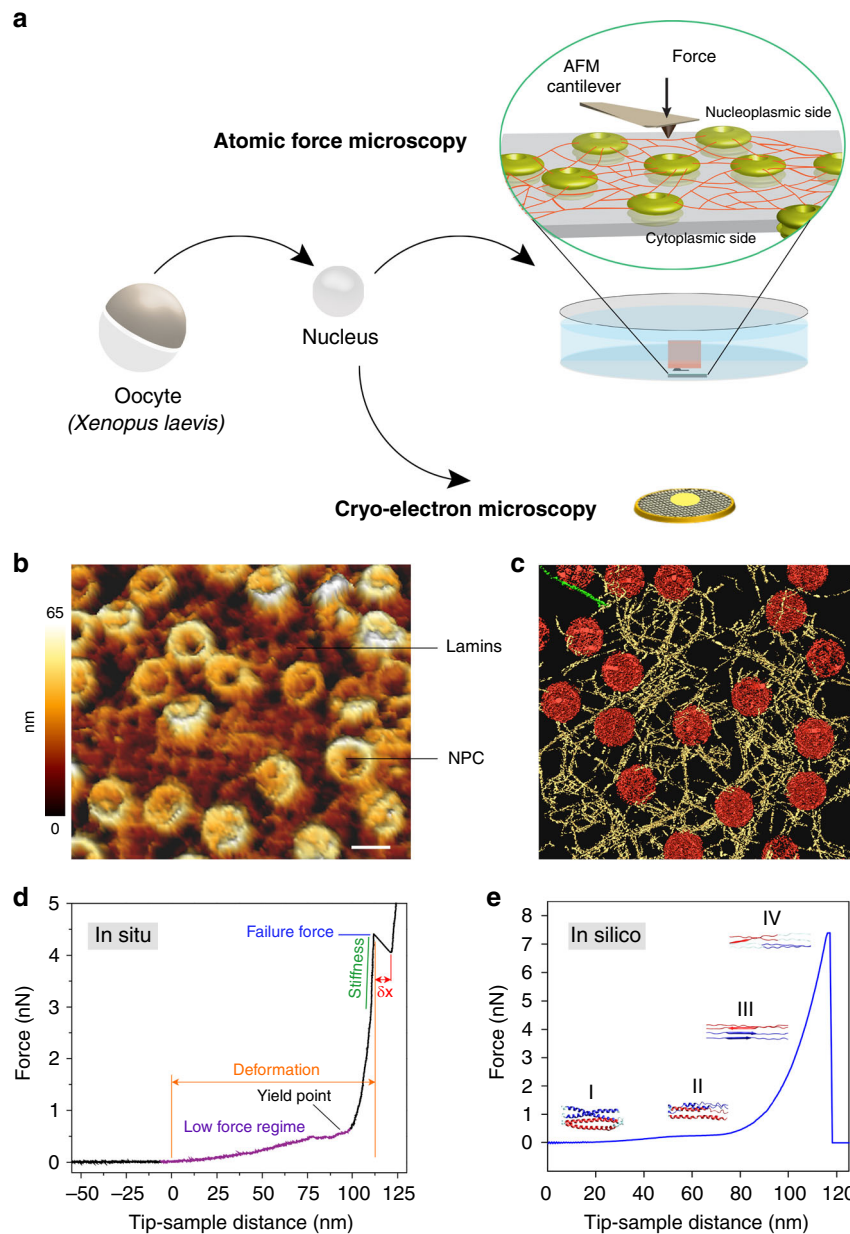 a
AFM
cantilever
Force
Nucleoplasmic side
Atomic force microscopy
Cytoplasmic side
Nucleus
Oocyte
(Xenopus laevis)
Cryo-electron microscopy
b
65
nm
0
Lamins
NPC
c
d
In situ
Failure force
Stiffness
δx
Deformation
Yield point
Low force regime
Force (nN)
5
4
3
2
1
0
–50
–25
0
25
50
75
100
125
Tip-sample distance (nm)
e
In silico
IV
III
II
I
Force (nN)
8
7
6
5
4
3
2
1
0
0
20
40
60
80
100
120
Tip-sample distance (nm)